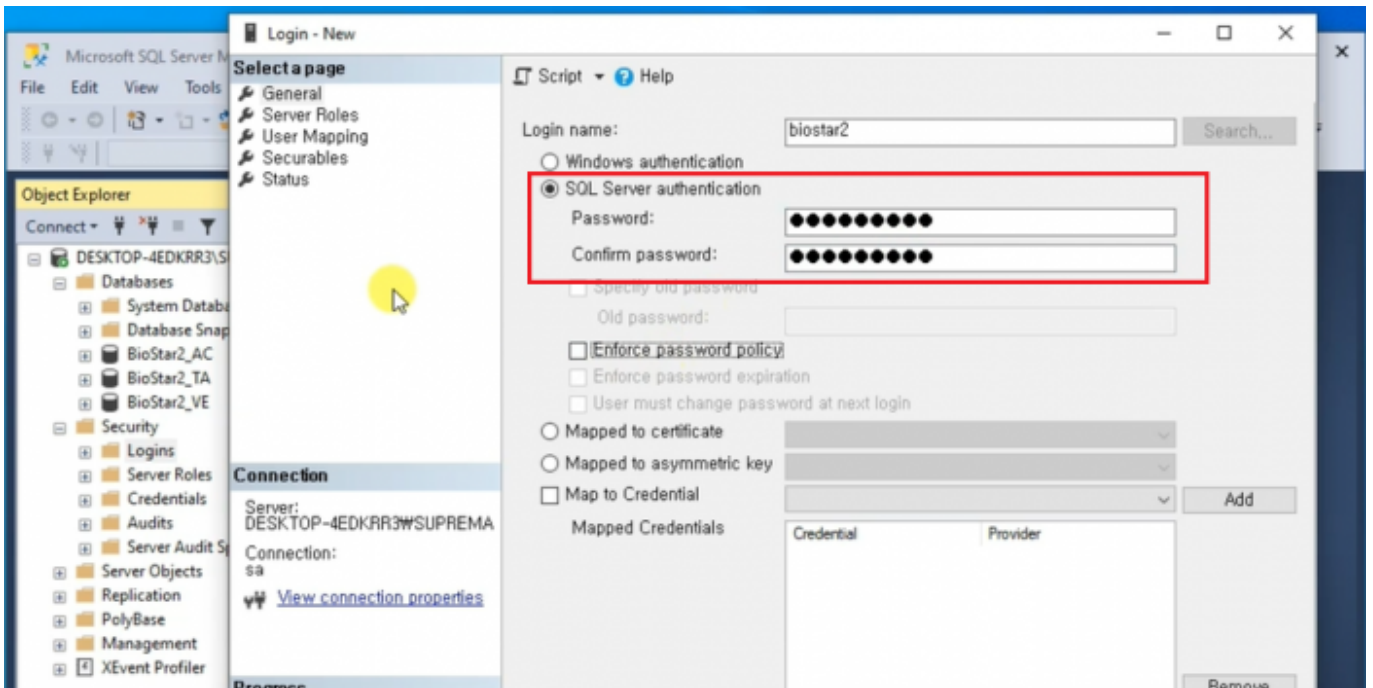 Login - New
Microsoft SQL Server M
File Edit View Tools
Object Explorer
Connect
DESKTOP-4EDKRR3\S
Databases
System Databa
Database Snap
BioStar2_AC
BioStar2_TA
BioStar2_VE
Security
Logins
Server Roles
Credentials
Audits
Server Audit Sp
Server Objects
Replication
PolyBase
Management
XEvent Profiler
Select a page
General
Server Roles
User Mapping
Securables
Status
Connection
Server:
DESKTOP-4EDKRR3₩SUPREMA
Connection:
sa
View connection properties
Progress
Script Help
Login name: biostar2 Search...
Windows authentication
SQL Server authentication
Password: ●●●●●●●●●
Confirm password: ●●●●●●●●●
Specify old password
Old password:
Enforce password policy
Enforce password expiration
User must change password at next login
Mapped to certificate
Mapped to asymmetric key
Map to Credential Add
Mapped Credentials Credential Provider
Remove